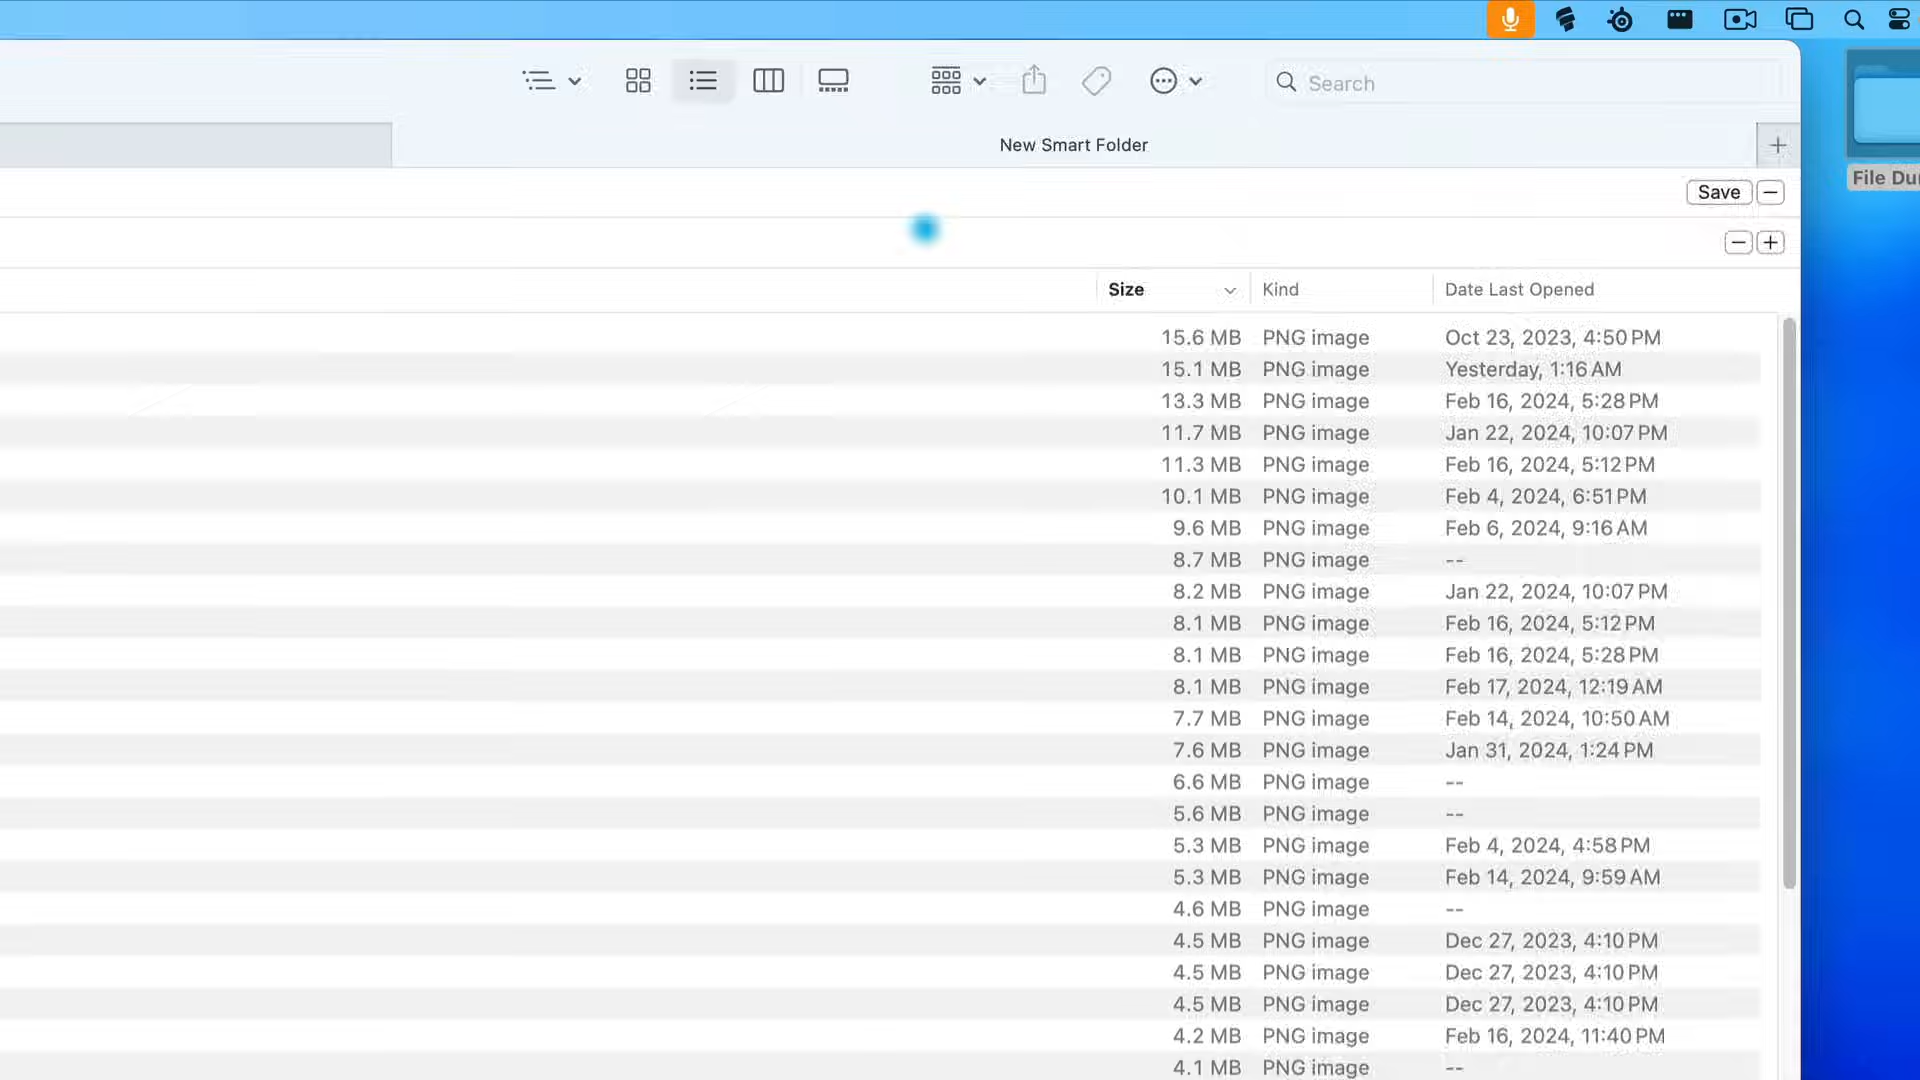 Search
New Smart Folder
Save
File Du
Size Kind Date Last Opened
15.6 MB PNG image Oct 23, 2023, 4:50 PM
15.1 MB PNG image Yesterday, 1:16 AM
13.3 MB PNG image Feb 16, 2024, 5:28 PM
11.7 MB PNG image Jan 22, 2024, 10:07 PM
11.3 MB PNG image Feb 16, 2024, 5:12 PM
10.1 MB PNG image Feb 4, 2024, 6:51 PM
9.6 MB PNG image Feb 6, 2024, 9:16 AM
8.7 MB PNG image --
8.2 MB PNG image Jan 22, 2024, 10:07 PM
8.1 MB PNG image Feb 16, 2024, 5:12 PM
8.1 MB PNG image Feb 16, 2024, 5:28 PM
8.1 MB PNG image Feb 17, 2024, 12:19 AM
7.7 MB PNG image Feb 14, 2024, 10:50 AM
7.6 MB PNG image Jan 31, 2024, 1:24 PM
6.6 MB PNG image --
5.6 MB PNG image --
5.3 MB PNG image Feb 4, 2024, 4:58 PM
5.3 MB PNG image Feb 14, 2024, 9:59 AM
4.6 MB PNG image --
4.5 MB PNG image Dec 27, 2023, 4:10 PM
4.5 MB PNG image Dec 27, 2023, 4:10 PM
4.5 MB PNG image Dec 27, 2023, 4:10 PM
4.2 MB PNG image Feb 16, 2024, 11:40 PM
4.1 MB PNG image --